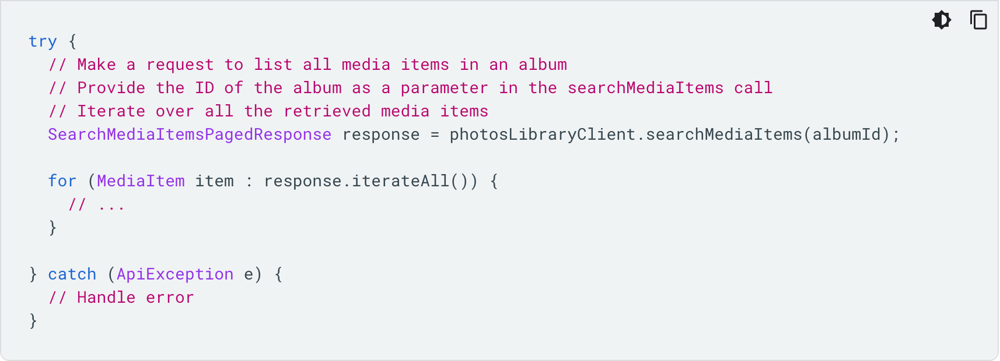 try {
  // Make a request to list all media items in an album
  // Provide the ID of the album as a parameter in the searchMediaItems call
  // Iterate over all the retrieved media items
  SearchMediaItemsPagedResponse response = photosLibraryClient.searchMediaItems(albumId);
  for (MediaItem item : response.iterateAll()) {
    // ...
  }
} catch (ApiException e) {
  // Handle error
}